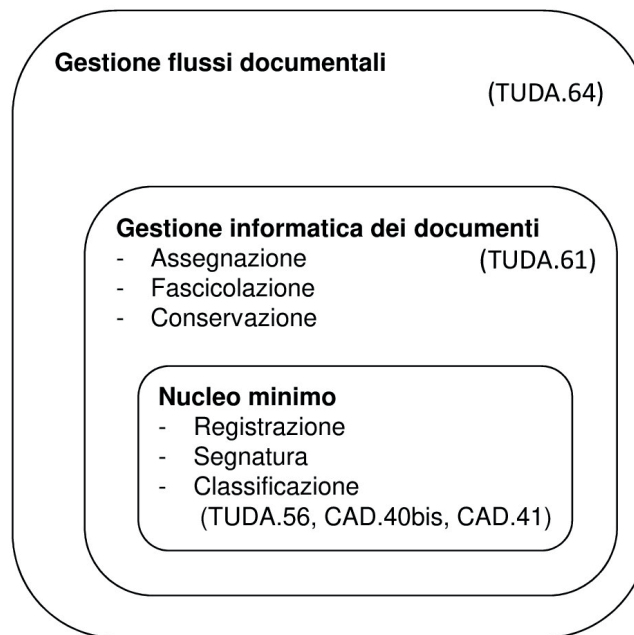 Gestione flussi documentali
(TUDA.64)
Gestione informatica dei documenti
- Assegnazione (TUDA.61)
- Fascicolazione
- Conservazione
Nucleo minimo
- Registrazione
- Segnatura
- Classificazione
(TUDA.56, CAD.40bis, CAD.41)